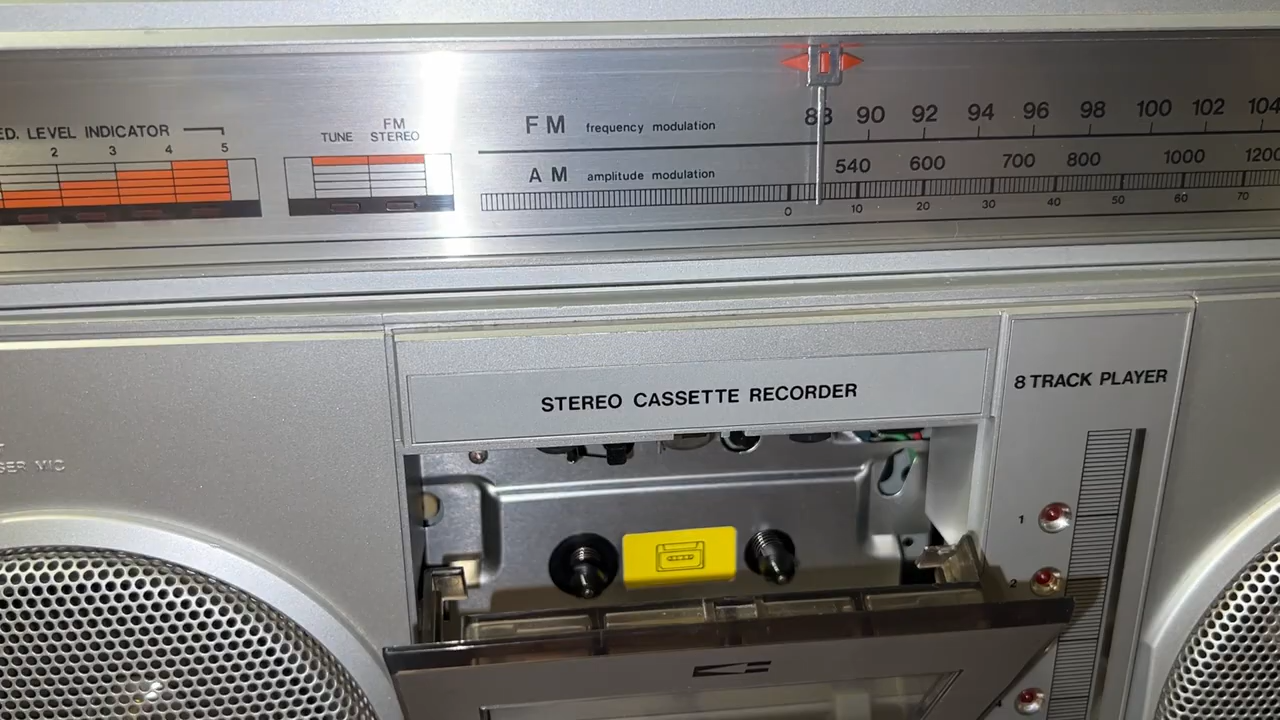 ED. LEVEL INDICATOR
2 3 4 5
TUNE
FM STEREO
FM frequency modulation
88 90 92 94 96 98 100 102 104
AM amplitude modulation
540 600 700 800 1000 1200
0 10 20 30 40 50 60 70
STEREO CASSETTE RECORDER
8 TRACK PLAYER
1
2
4
MIC